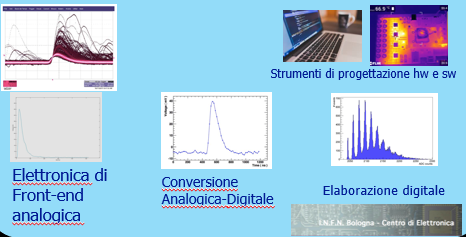 Strumenti di progettazione hw e sw
Elettronica di
Front-end
analogica
Conversione
Analogica-Digitale
Elaborazione digitale
I.N.F.N. Bologna - Centro di Elettronica